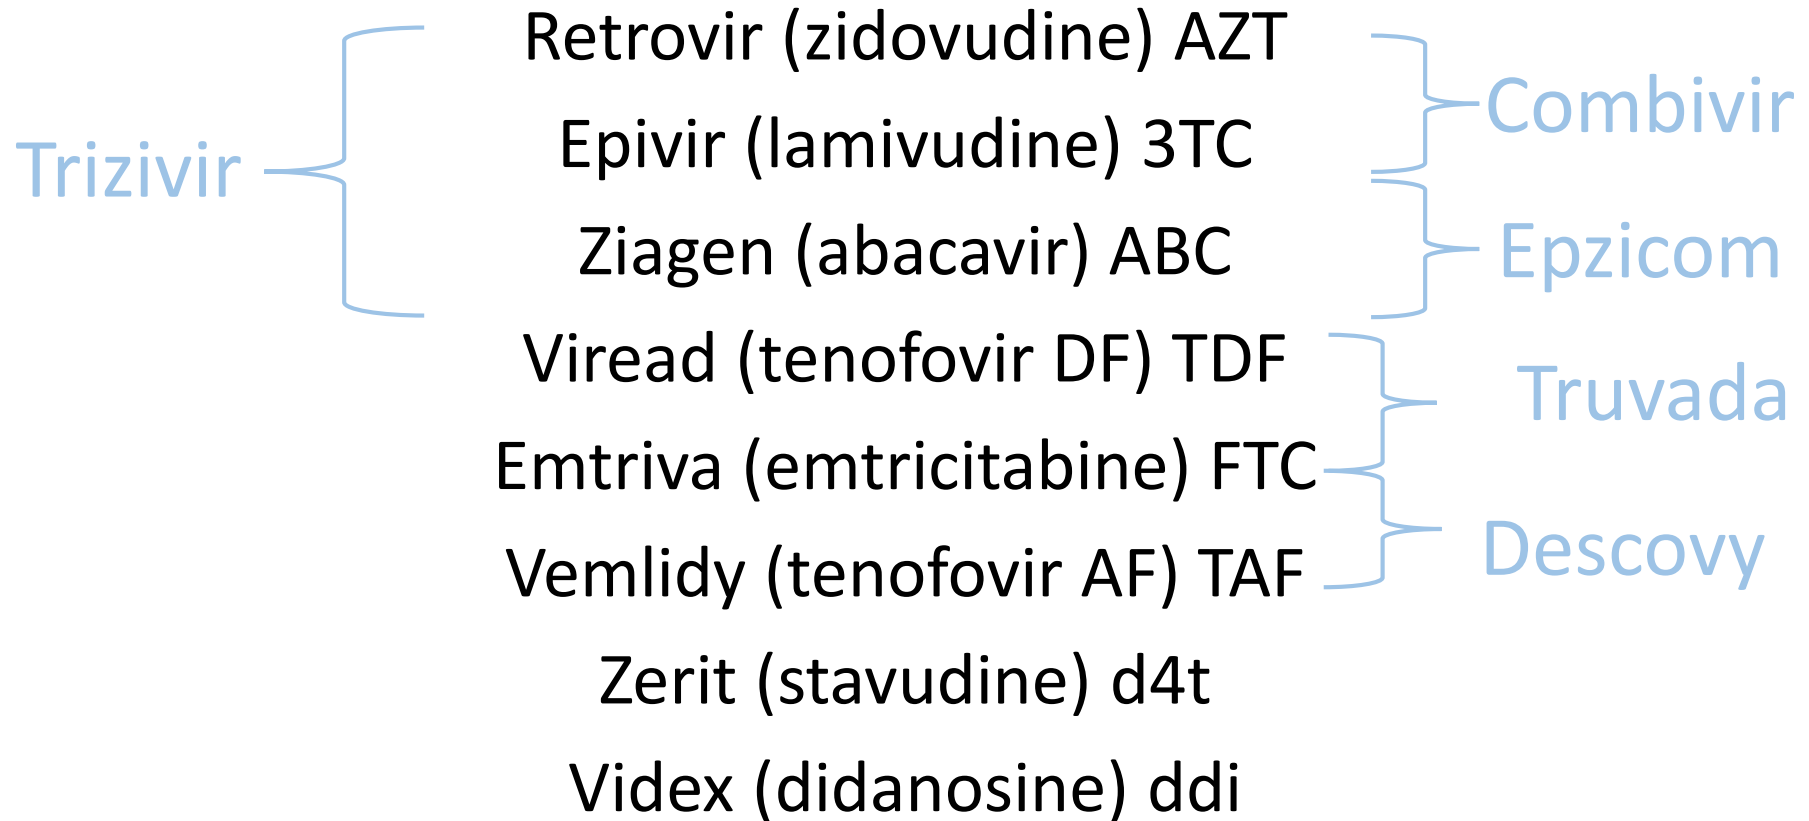 Retrovir (zidovudine) AZT
Combivir
Epivir (lamivudine) 3TC
Trizivir
Ziagen (abacavir) ABC
Epzicom
Viread (tenofovir DF) TDF
Truvada
Emtriva (emtricitabine) FTC
Descovy
Vemlidy (tenofovir AF) TAF
Zerit (stavudine) d4t
Videx (didanosine) ddi